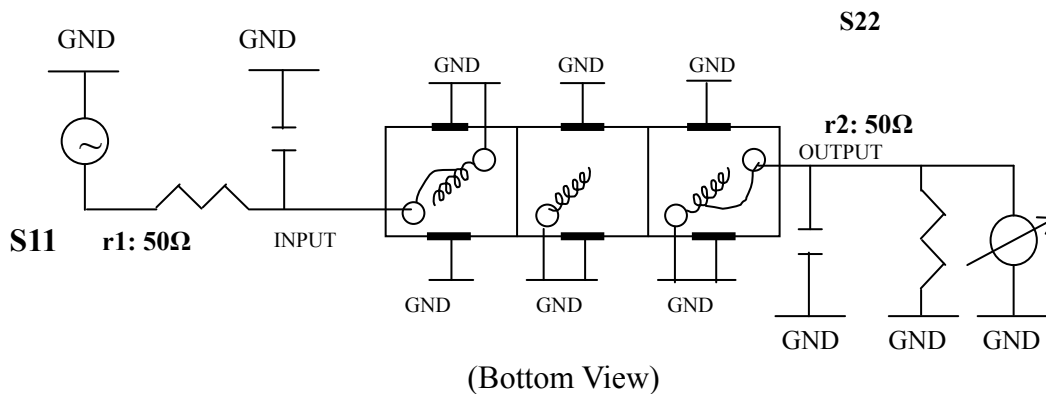 S22
GND
GND
GND
GND
GND
r2: 50Ω
OUTPUT
S11
r1: 50Ω
INPUT
GND
GND
GND
GND
GND
GND
(Bottom View)